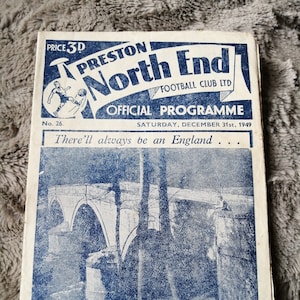 PRICE 3D
PRESTON
North End
FOOTBALL CLUB LTD
OFFICIAL PROGRAMME
No. 26. SATURDAY, DECEMBER 31st, 1949
There'll always be an England . . .